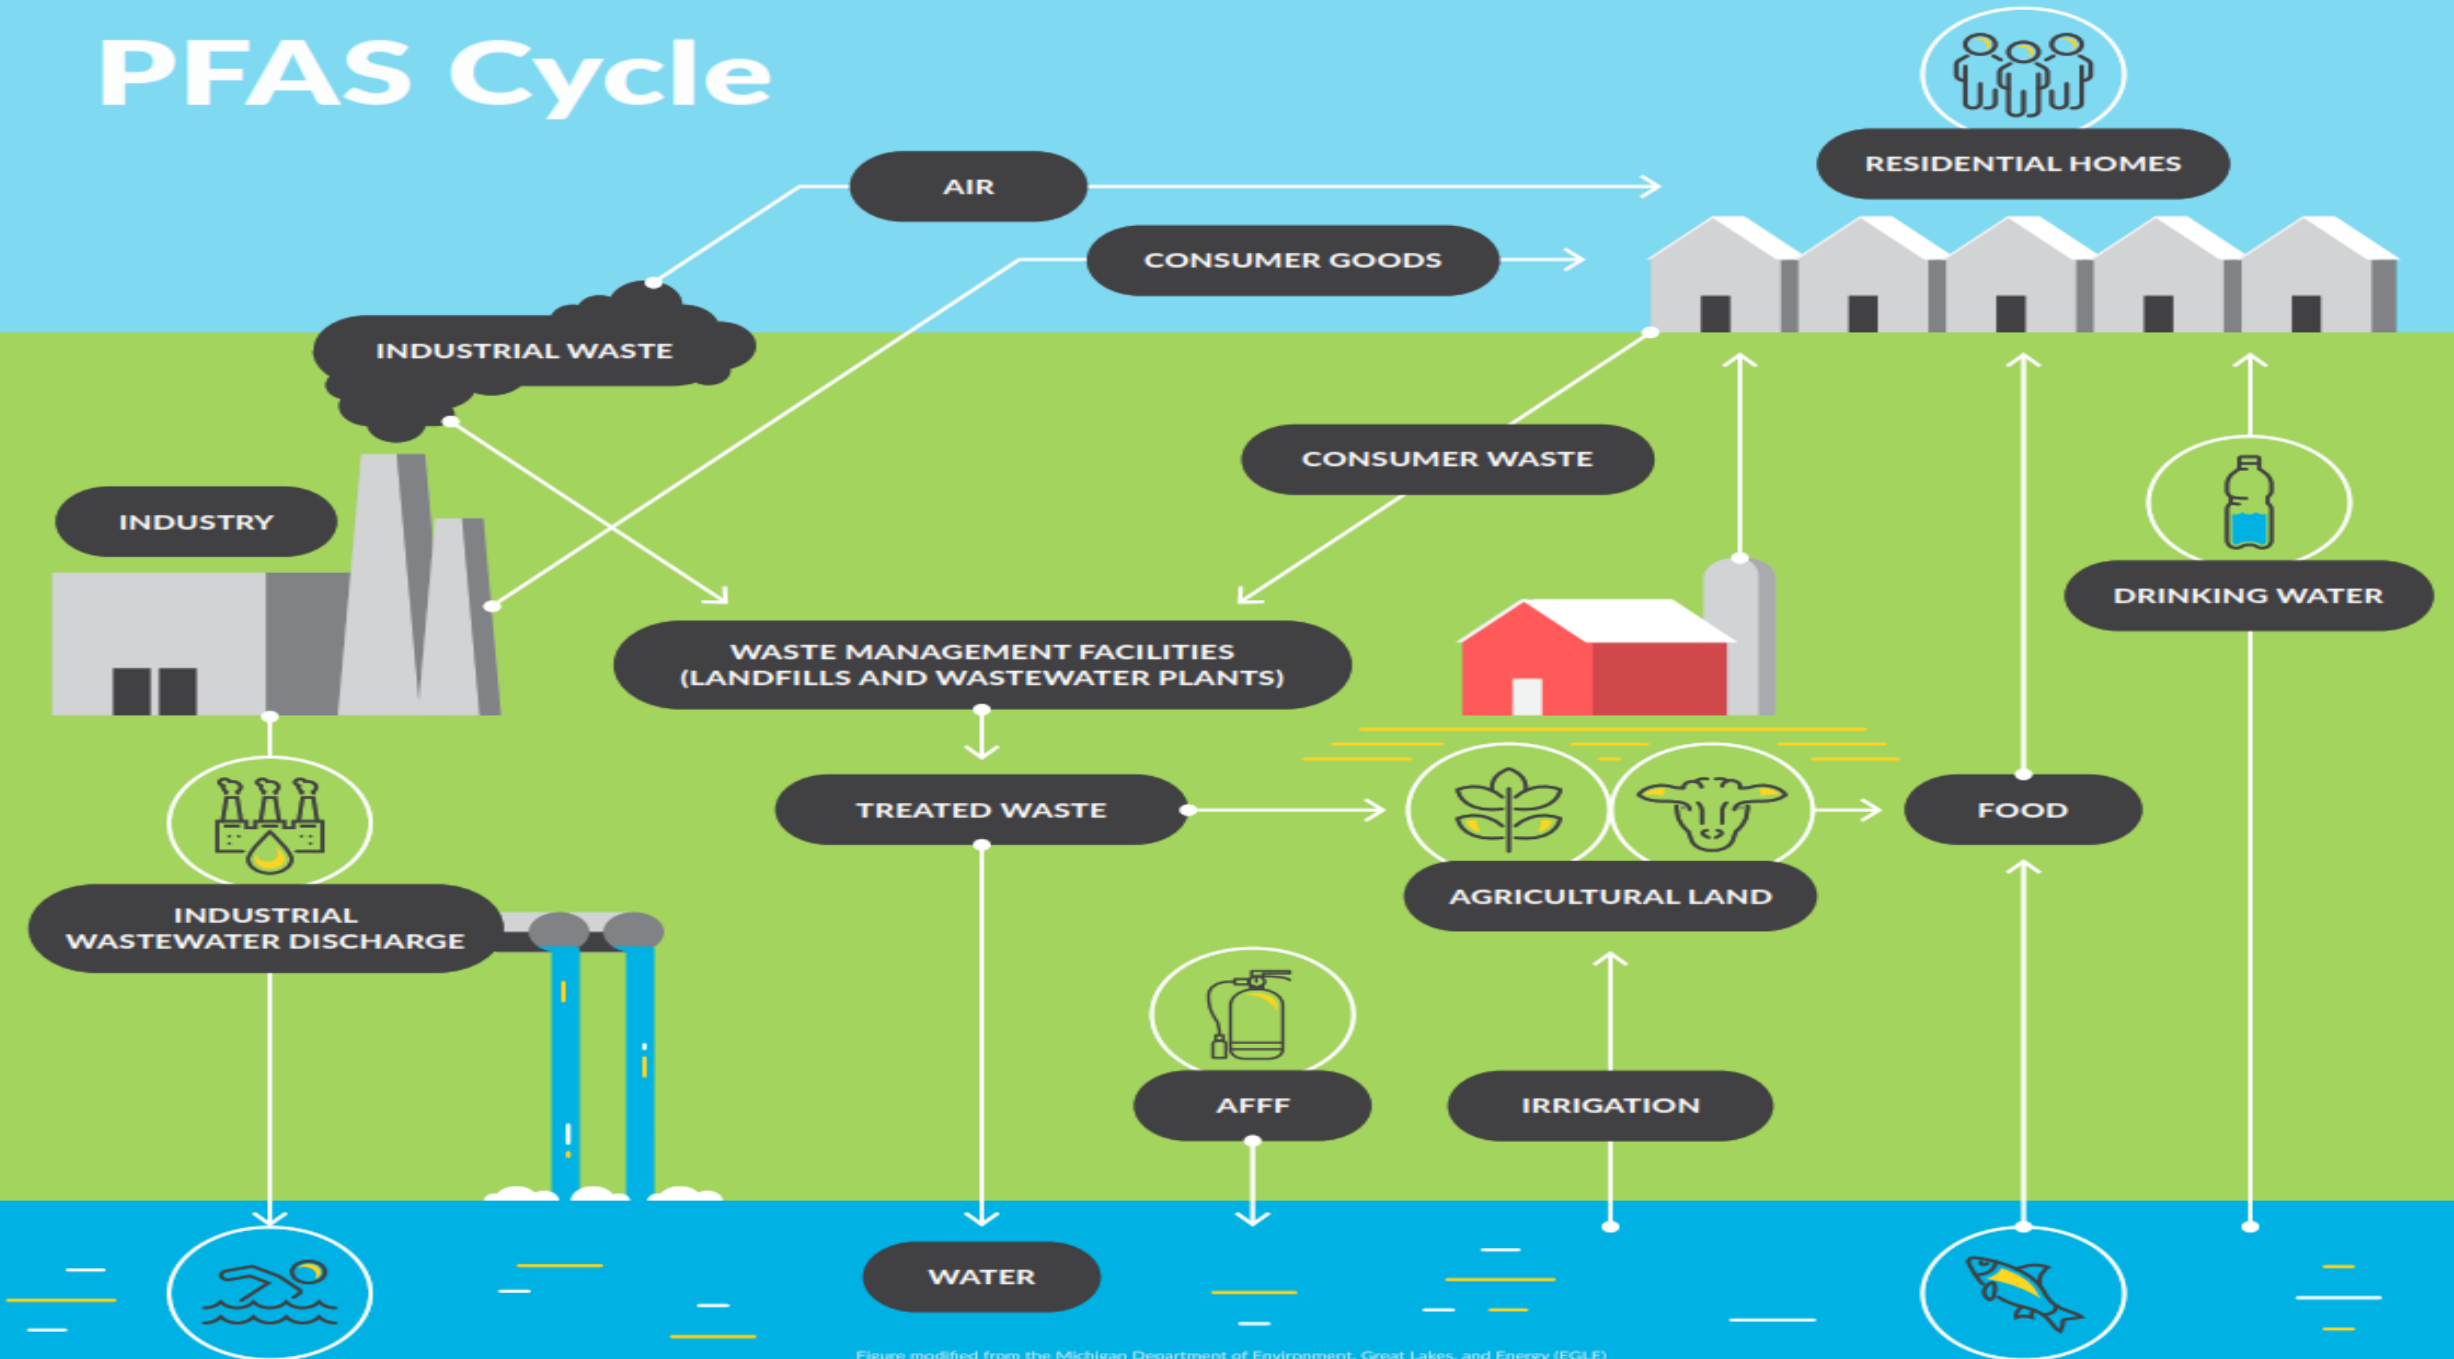 PFAS Cycle
RESIDENTIAL HOMES
AIR
CONSUMER GOODS
INDUSTRIAL WASTE
CONSUMER WASTE
INDUSTRY
DRINKING WATER
WASTE MANAGEMENT FACILITIES
(LANDFILLS AND WASTEWATER PLANTS)
TREATED WASTE
FOOD
AGRICULTURAL LAND
INDUSTRIAL
WASTEWATER DISCHARGE
AFFF
IRRIGATION
WATER
Figure modified from the Michigan Department of Environment, Great Lakes, and Energy (EGLE)